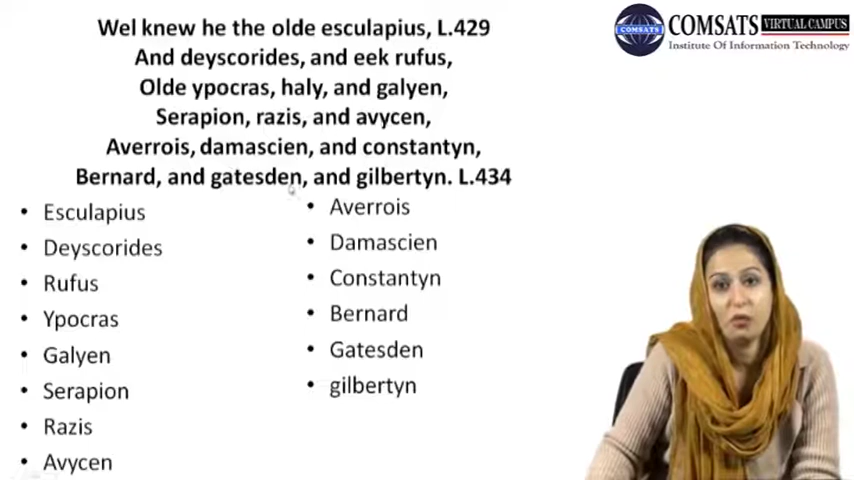 Wel knew he the olde esculapius, L.429
And deyscorides, and eek rufus,
Olde ypocras, haly, and galyen,
Serapion, razis, and avycen,
Averrois, damascien, and constantyn,
Bernard, and gatesden, and gilbertyn. L.434
• Esculapius
• Deyscorides
• Rufus
• Ypocras
• Galyen
• Serapion
• Razis
• Avycen
• Averrois
• Damascien
• Constantyn
• Bernard
• Gatesden
• gilbertyn
COMSATS
COMSATS VIRTUAL CAMPUS
Institute Of Information Technology